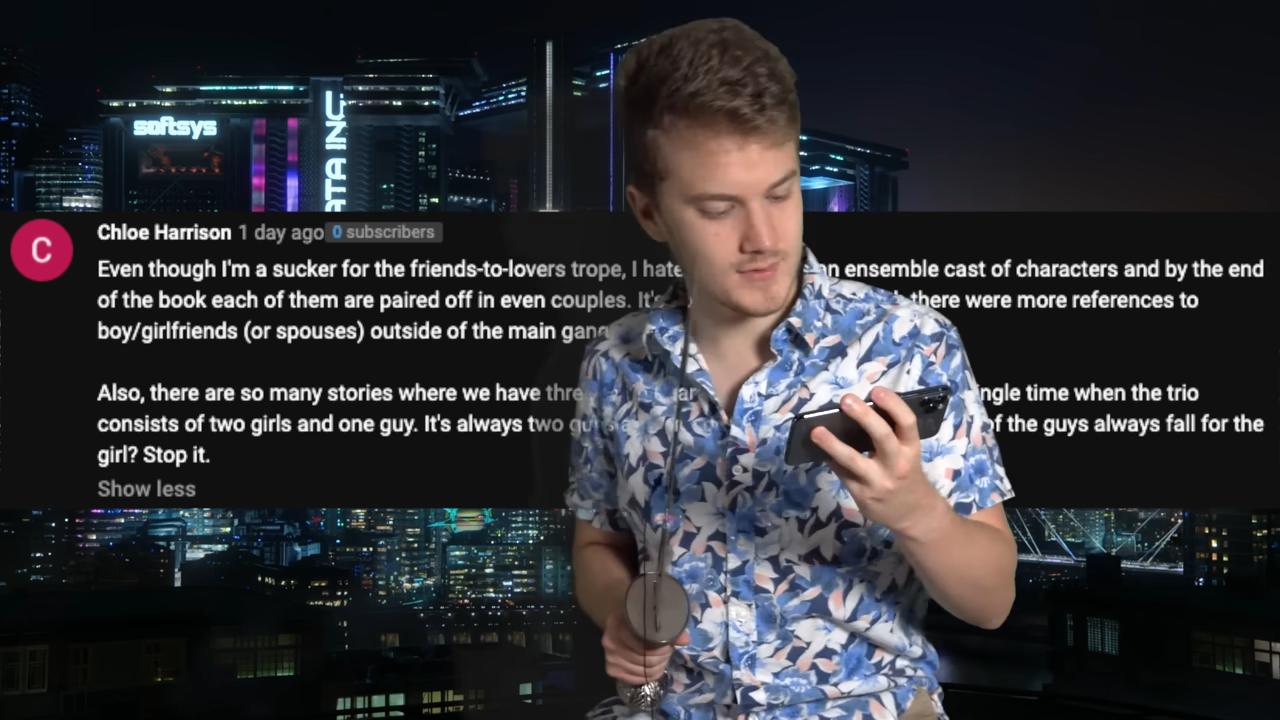 softsys
DATA INC.
C
Chloe Harrison 1 day ago 0 subscribers
Even though I'm a sucker for the friends-to-lovers trope, I hate an ensemble cast of characters and by the end
of the book each of them are paired off in even couples. It's there were more references to
boy/girlfriends (or spouses) outside of the main gang
Also, there are so many stories where we have time when the trio
consists of two girls and one guy. It's always two of the guys always fall for the
girl? Stop it.
Show less